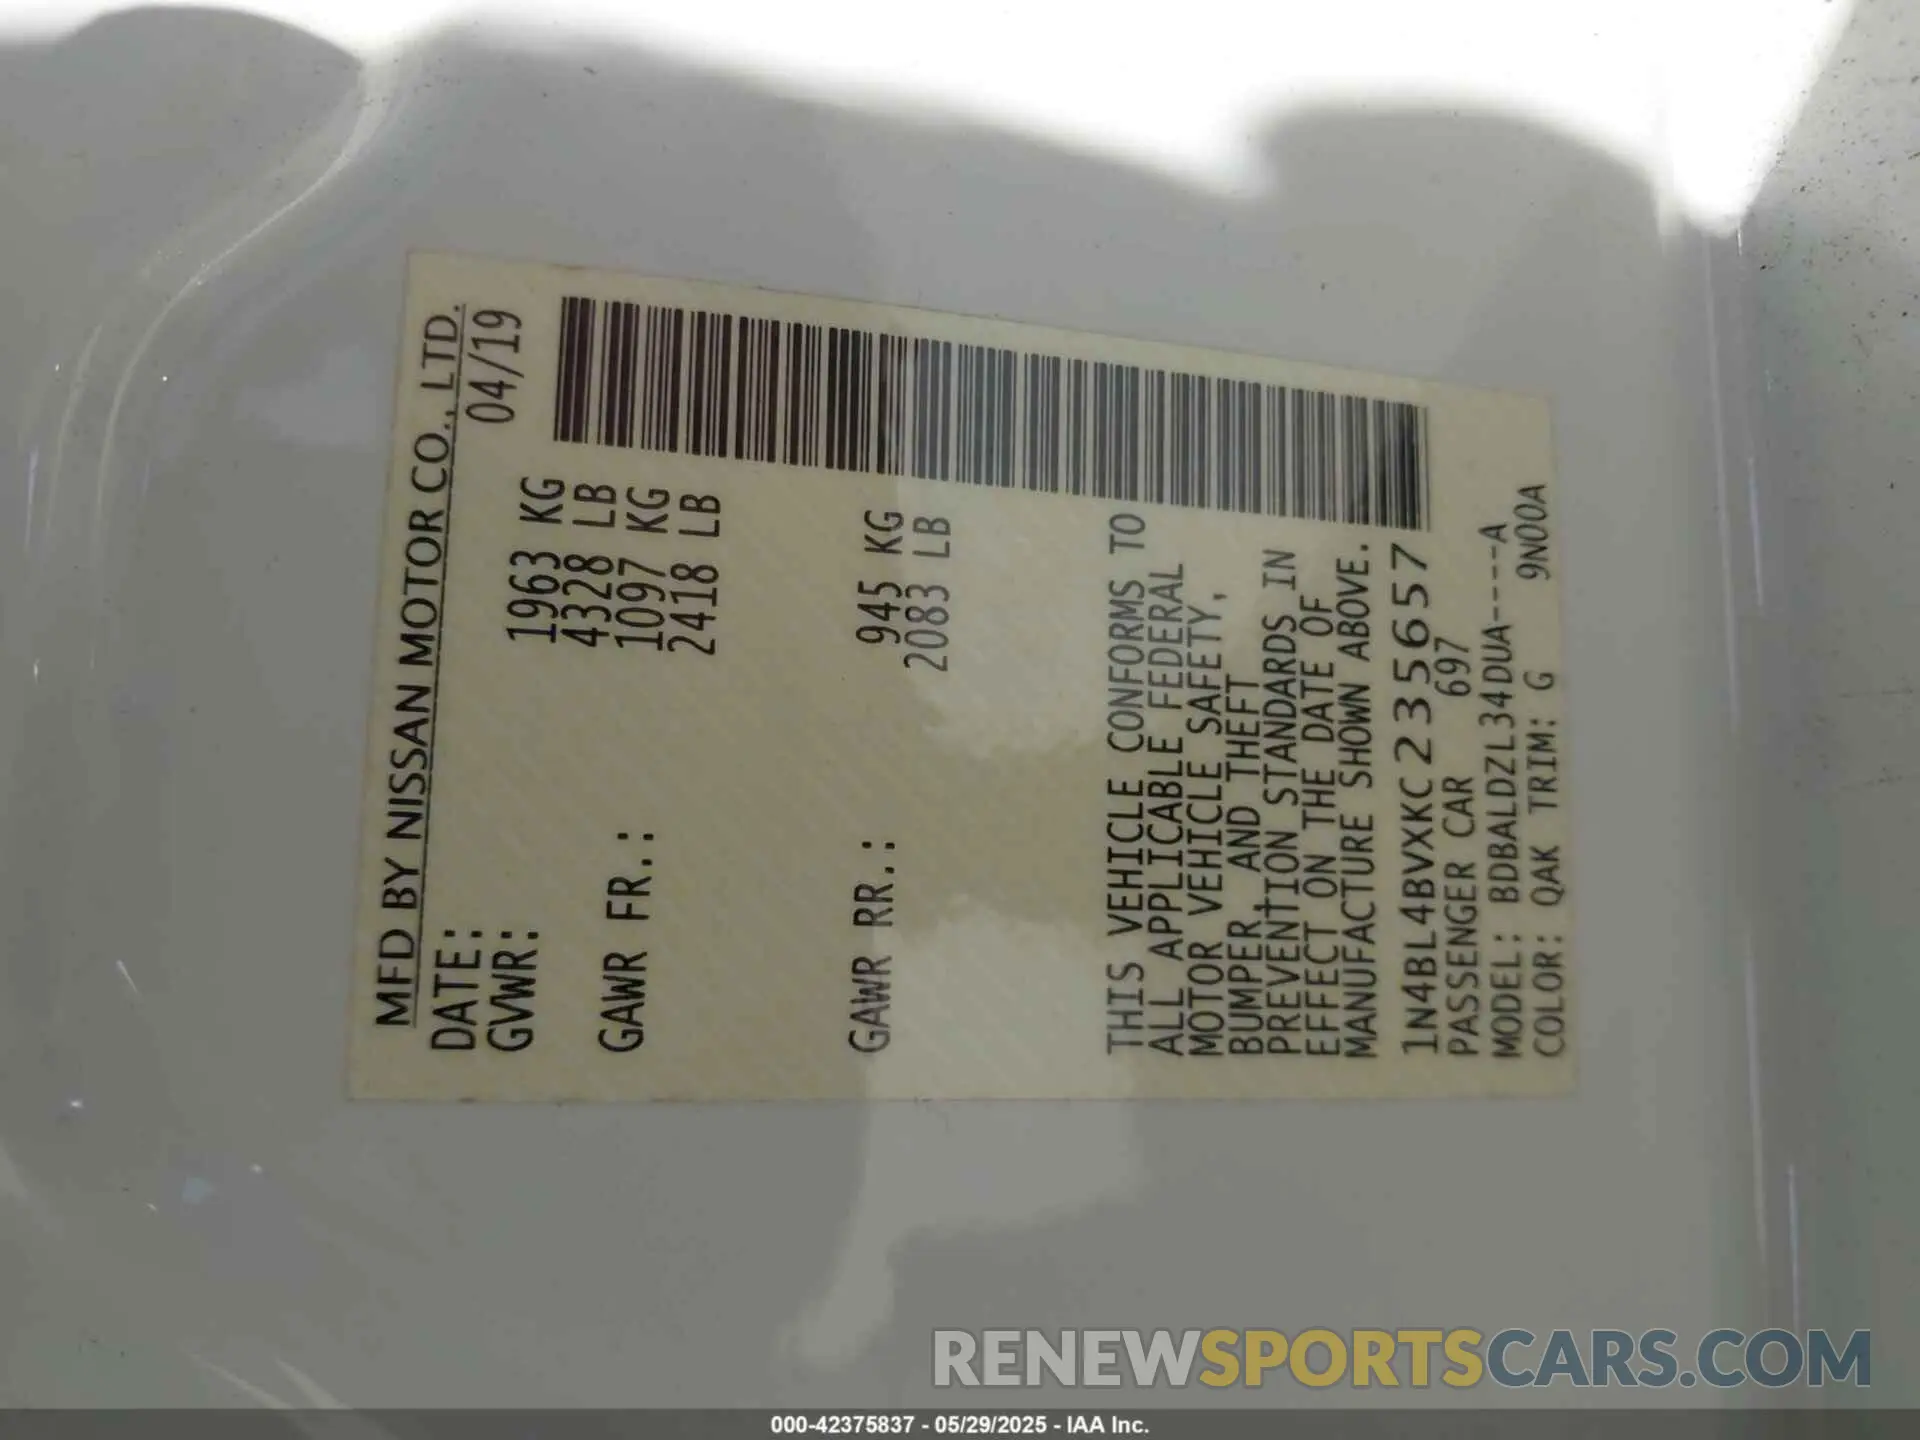 MFD BY NISSAN MOTOR CO., LTD.
DATE: 04/19
GVWR: 1963 KG
4328 LB
GAWR FR.: 1097 KG
2418 LB
GAWR RR.: 945 KG
2083 LB
THIS VEHICLE CONFORMS TO
ALL APPLICABLE FEDERAL
MOTOR VEHICLE SAFETY,
BUMPER, AND THEFT
PREVENTION STANDARDS IN
EFFECT ON THE DATE OF
MANUFACTURE SHOWN ABOVE.
1N4BL4BVXKC235657
PASSENGER CAR 697
MODEL: BDBALDZL34DUA----A
COLOR: QAK TRIM: G 9N00A
RENEWSPORTSCARS.COM
000-42375837 - 05/29/2025 - IAA Inc.